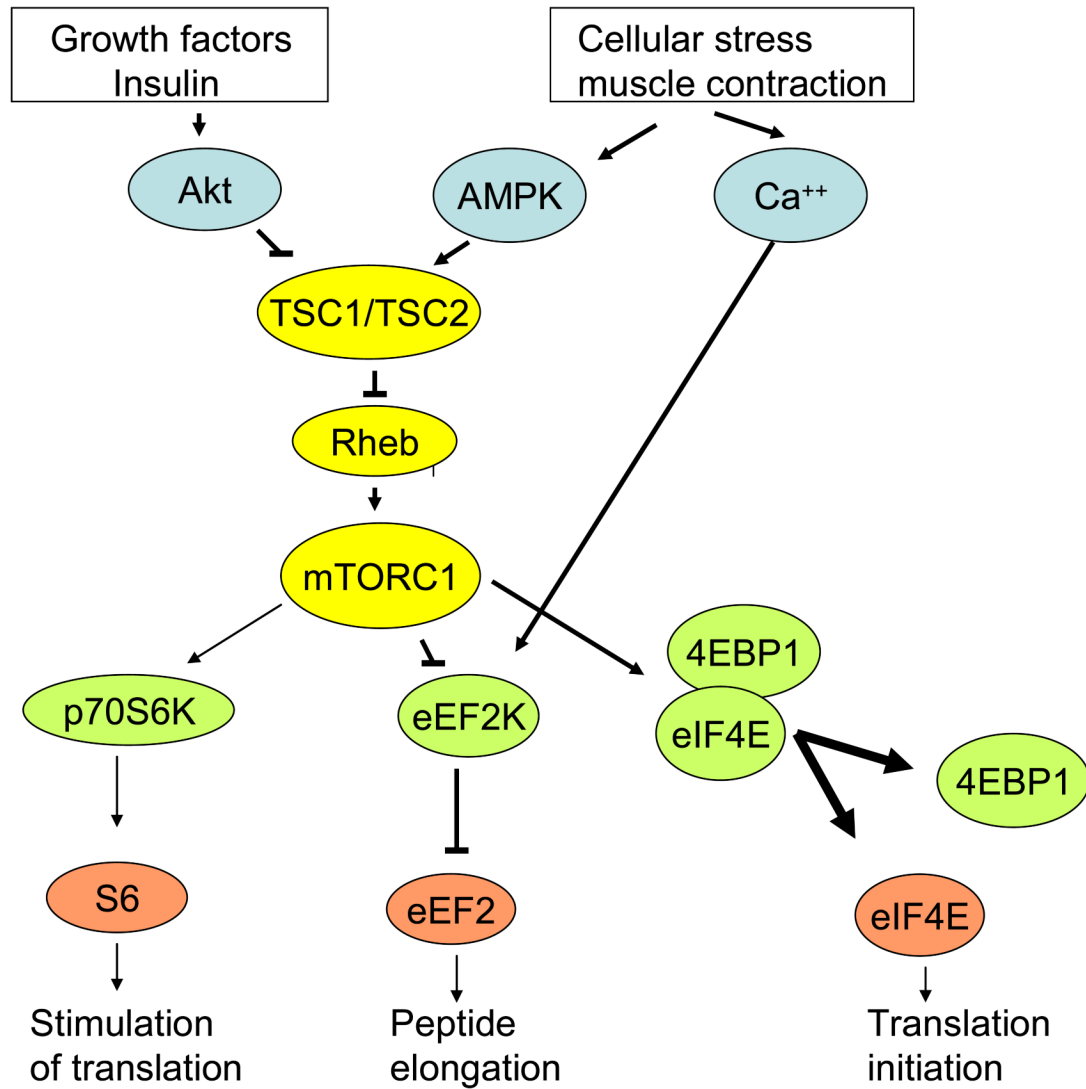 Growth factors
Insulin
Cellular stress
muscle contraction
Akt
AMPK
Ca⁺⁺
TSC1/TSC2
Rheb
mTORC1
4EBP1
p70S6K
eEF2K
eIF4E
4EBP1
S6
eEF2
eIF4E
Stimulation
of translation
Peptide
elongation
Translation
initiation